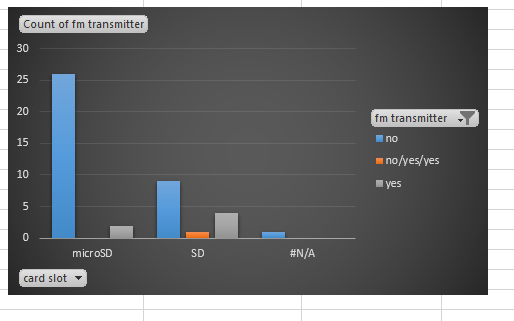 Count of fm transmitter
30
25
20
15
10
5
0
microSD SD #N/A
fm transmitter
no
no/yes/yes
yes
card slot